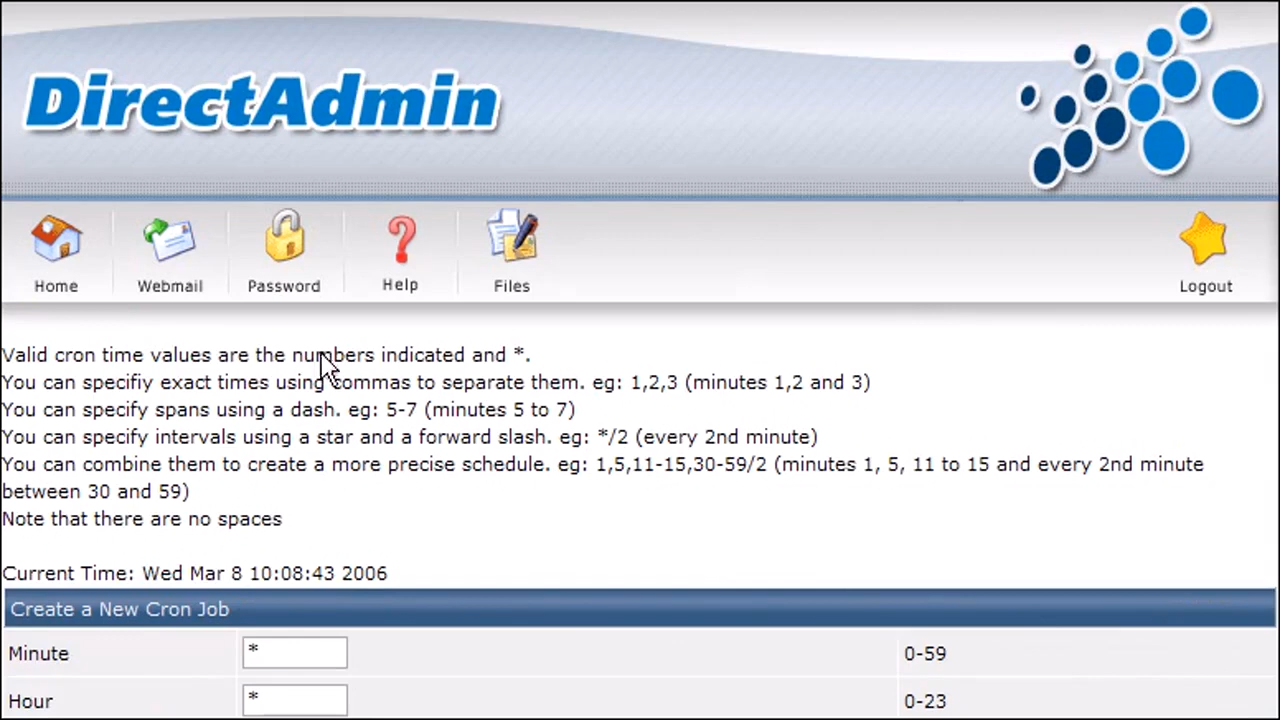 DirectAdmin
Home
Webmail
Password
Help
Files
Logout
Valid cron time values are the numbers indicated and *.
You can specifiy exact times using commas to separate them. eg: 1,2,3 (minutes 1,2 and 3)
You can specify spans using a dash. eg: 5-7 (minutes 5 to 7)
You can specify intervals using a star and a forward slash. eg: */2 (every 2nd minute)
You can combine them to create a more precise schedule. eg: 1,5,11-15,30-59/2 (minutes 1, 5, 11 to 15 and every 2nd minute
between 30 and 59)
Note that there are no spaces
Current Time: Wed Mar 8 10:08:43 2006
Create a New Cron Job
Minute * 0-59
Hour * 0-23